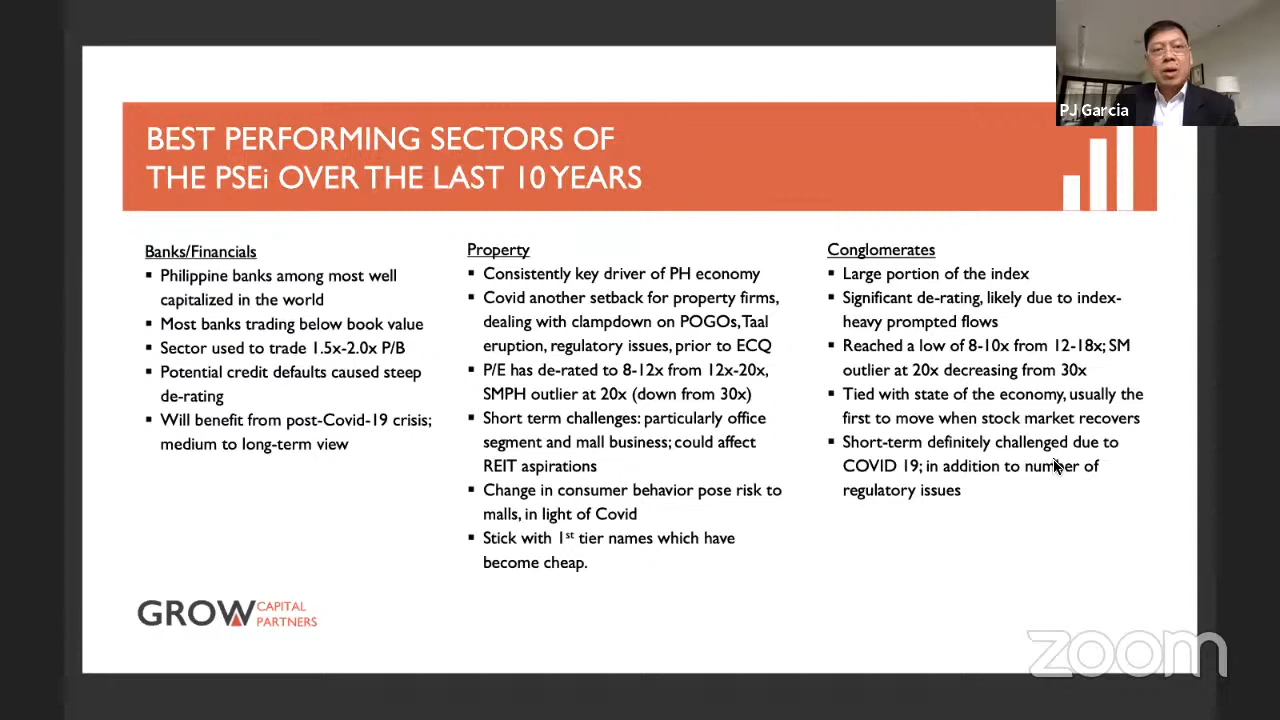 PJ Garcia
BEST PERFORMING SECTORS OF
THE PSEi OVER THE LAST 10 YEARS
Banks/Financials
▪ Philippine banks among most well
capitalized in the world
▪ Most banks trading below book value
▪ Sector used to trade 1.5x-2.0x P/B
▪ Potential credit defaults caused steep
de-rating
▪ Will benefit from post-Covid-19 crisis;
medium to long-term view
Property
▪ Consistently key driver of PH economy
▪ Covid another setback for property firms,
dealing with clampdown on POGOs, Taal
eruption, regulatory issues, prior to ECQ
▪ P/E has de-rated to 8-12x from 12x-20x,
SMPH outlier at 20x (down from 30x)
▪ Short term challenges: particularly office
segment and mall business; could affect
REIT aspirations
▪ Change in consumer behavior pose risk to
malls, in light of Covid
▪ Stick with 1st tier names which have
become cheap.
Conglomerates
▪ Large portion of the index
▪ Significant de-rating, likely due to index-
heavy prompted flows
▪ Reached a low of 8-10x from 12-18x; SM
outlier at 20x decreasing from 30x
▪ Tied with state of the economy, usually the
first to move when stock market recovers
▪ Short-term definitely challenged due to
COVID 19; in addition to number of
regulatory issues
GROW CAPITAL
PARTNERS
zoom